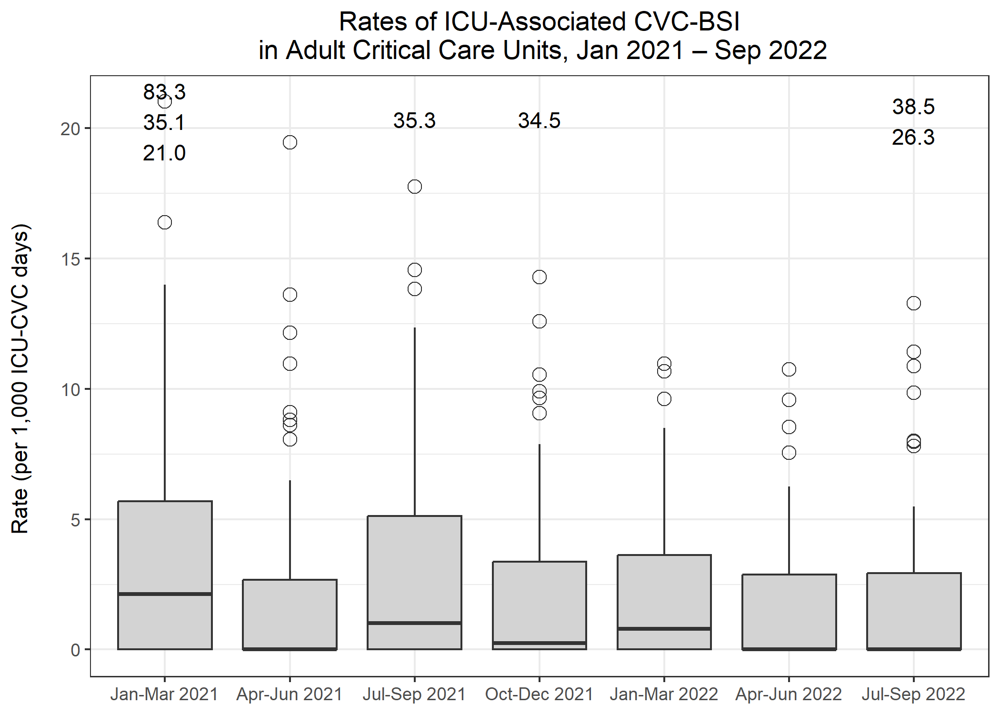 Rates of ICU-Associated CVC-BSI
in Adult Critical Care Units, Jan 2021 – Sep 2022
Rate (per 1,000 ICU-CVC days)
20
15
10
5
0
83.3
35.1
21.0
35.3
34.5
38.5
26.3
Jan-Mar 2021
Apr-Jun 2021
Jul-Sep 2021
Oct-Dec 2021
Jan-Mar 2022
Apr-Jun 2022
Jul-Sep 2022